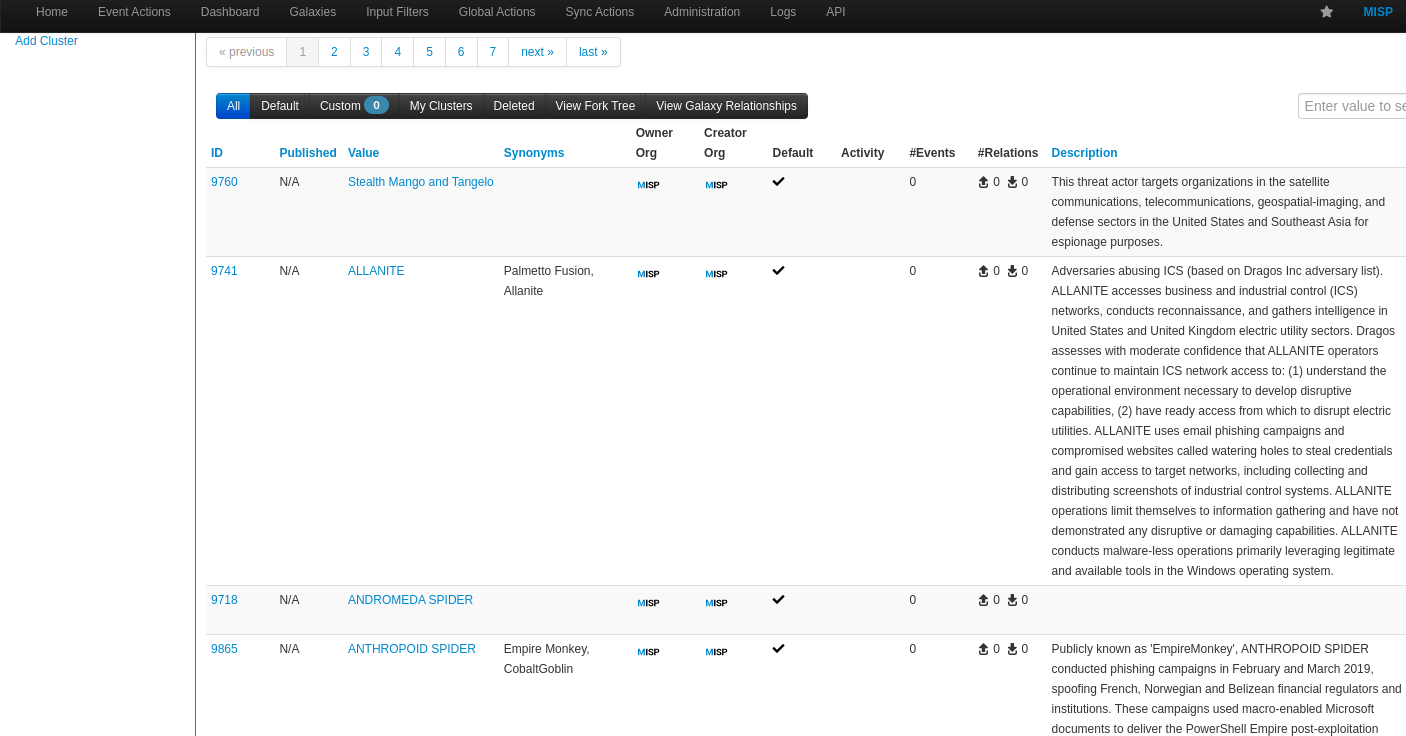 Home Event Actions Dashboard Galaxies Input Filters Global Actions Sync Actions Administration Logs API MISP
Add Cluster
« previous 1 2 3 4 5 6 7 next » last »
All Default Custom 0 My Clusters Deleted View Fork Tree View Galaxy Relationships Enter value to se
Owner Creator
ID Published Value Synonyms Org Org Default Activity #Events #Relations Description
9760 N/A Stealth Mango and Tangelo MISP MISP 0 0 0 This threat actor targets organizations in the satellite
communications, telecommunications, geospatial-imaging, and
defense sectors in the United States and Southeast Asia for
espionage purposes.
9741 N/A ALLANITE Palmetto Fusion, MISP MISP 0 0 0 Adversaries abusing ICS (based on Dragos Inc adversary list).
Allanite ALLANITE accesses business and industrial control (ICS)
networks, conducts reconnaissance, and gathers intelligence in
United States and United Kingdom electric utility sectors. Dragos
assesses with moderate confidence that ALLANITE operators
continue to maintain ICS network access to: (1) understand the
operational environment necessary to develop disruptive
capabilities, (2) have ready access from which to disrupt electric
utilities. ALLANITE uses email phishing campaigns and
compromised websites called watering holes to steal credentials
and gain access to target networks, including collecting and
distributing screenshots of industrial control systems. ALLANITE
operations limit themselves to information gathering and have not
demonstrated any disruptive or damaging capabilities. ALLANITE
conducts malware-less operations primarily leveraging legitimate
and available tools in the Windows operating system.
9718 N/A ANDROMEDA SPIDER MISP MISP 0 0 0
9865 N/A ANTHROPOID SPIDER Empire Monkey, MISP MISP 0 0 0 Publicly known as 'EmpireMonkey', ANTHROPOID SPIDER
CobaltGoblin conducted phishing campaigns in February and March 2019,
spoofing French, Norwegian and Belizean financial regulators and
institutions. These campaigns used macro-enabled Microsoft
documents to deliver the PowerShell Empire post-exploitation